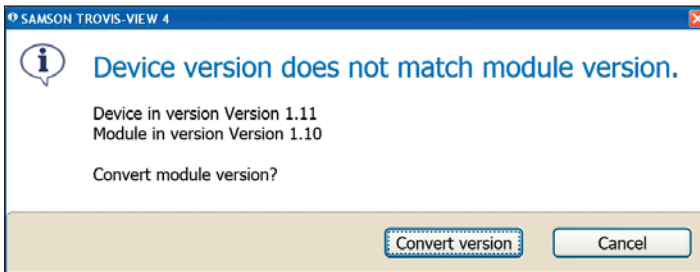 SAMSON TROVIS-VIEW 4
Device version does not match module version.
Device in version Version 1.11
Module in version Version 1.10
Convert module version?
Convert version
Cancel